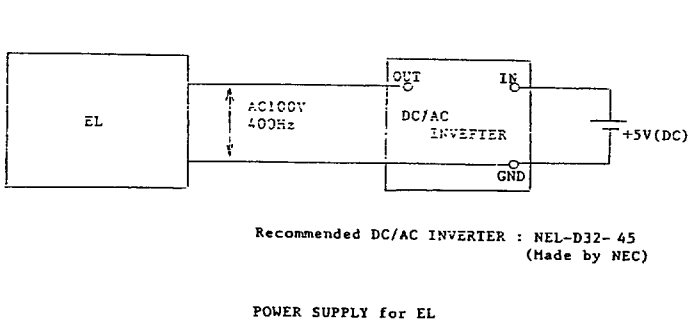 OUT
IN
EL
AC100V
400Hz
DC/AC
INVERTER
+5V(DC)
GND
Recommended DC/AC INVERTER : NEL-D32-45
(Made by NEC)
POWER SUPPLY for EL